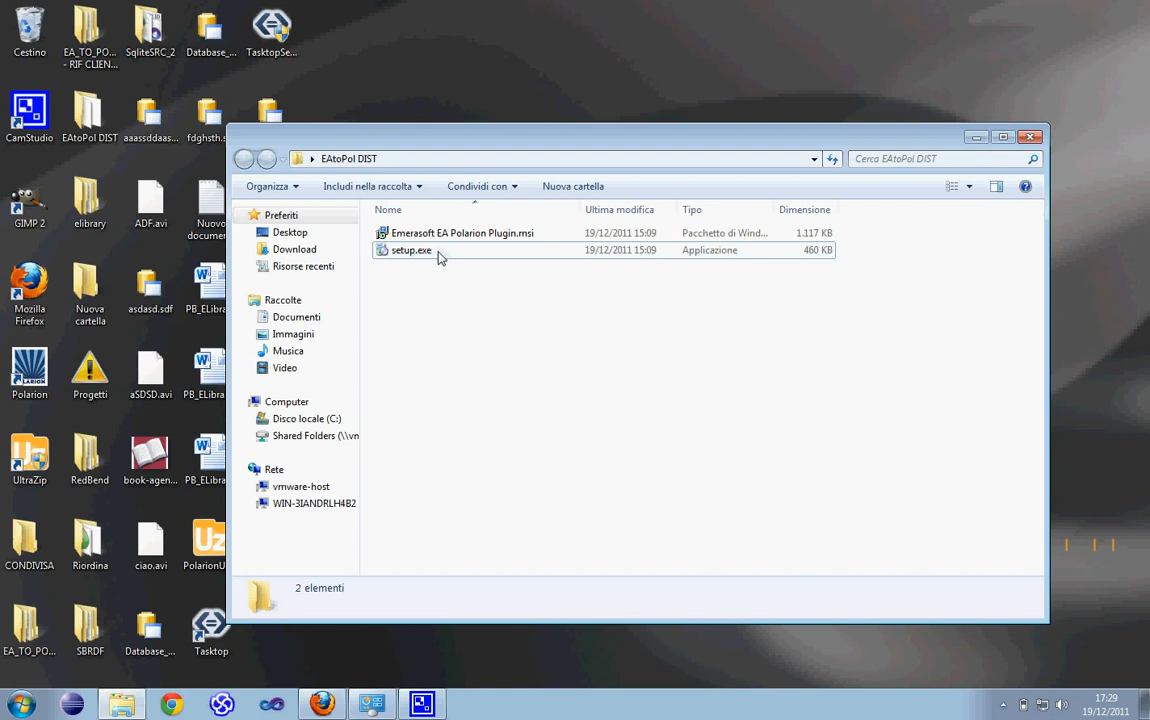 Cestino
EA_TO_PO...
- RIF CLIEN...
SqliteSRC_2
Database_...
TasktopSe...
CamStudio
EAtoPol DIST
aaassddaas...
fdghsth.s
EAtoPol DIST
Cerca EAtoPol DIST
Organizza
Includi nella raccolta
Condividi con
Nuova cartella
Nome
Ultima modifica
Tipo
Dimensione
Emerasoft EA Polarion Plugin.msi
19/12/2011 15:09
Pacchetto di Wind...
1.117 KB
setup.exe
19/12/2011 15:09
Applicazione
460 KB
Preferiti
Desktop
Download
Risorse recenti
Raccolte
Documenti
Immagini
Musica
Video
Computer
Disco locale (C:)
Shared Folders (\\vn
Rete
vmware-host
WIN-3IANDRLH4B2
2 elementi
GIMP 2
elibrary
ADF.avi
Nuovo
documen
Mozilla
Firefox
Nuova
cartella
asdasd.sdf
PB_ELibra
Polarion
Progetti
aSDSD.avi
PB_ELibra
UltraZip
RedBend
book-agen...
PB_ELibra
CONDIVISA
Riordina
ciao.avi
Uz
PolarionU
EA_TO_PO...
SBRDF
Database_...
Tasktop
17:29
19/12/2011